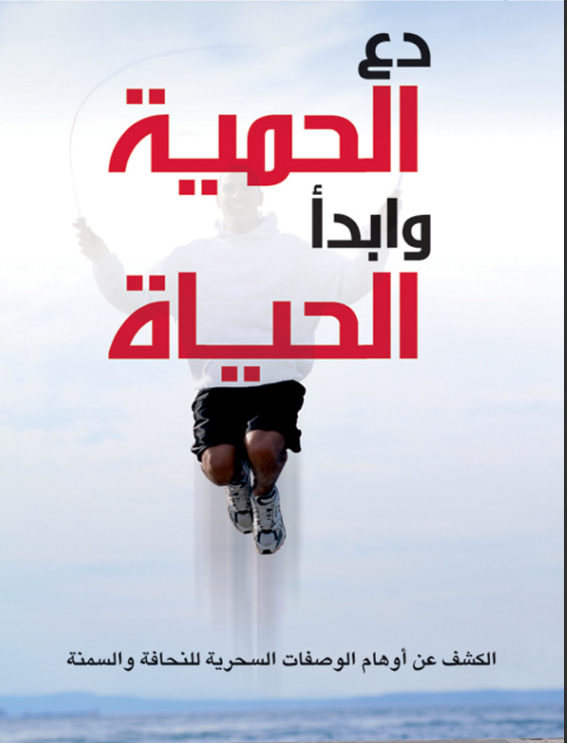 دع
الحمية
وابدأ
الحياة
الكشف عن أوهام الوصفات السحرية للنحافة والسمنة